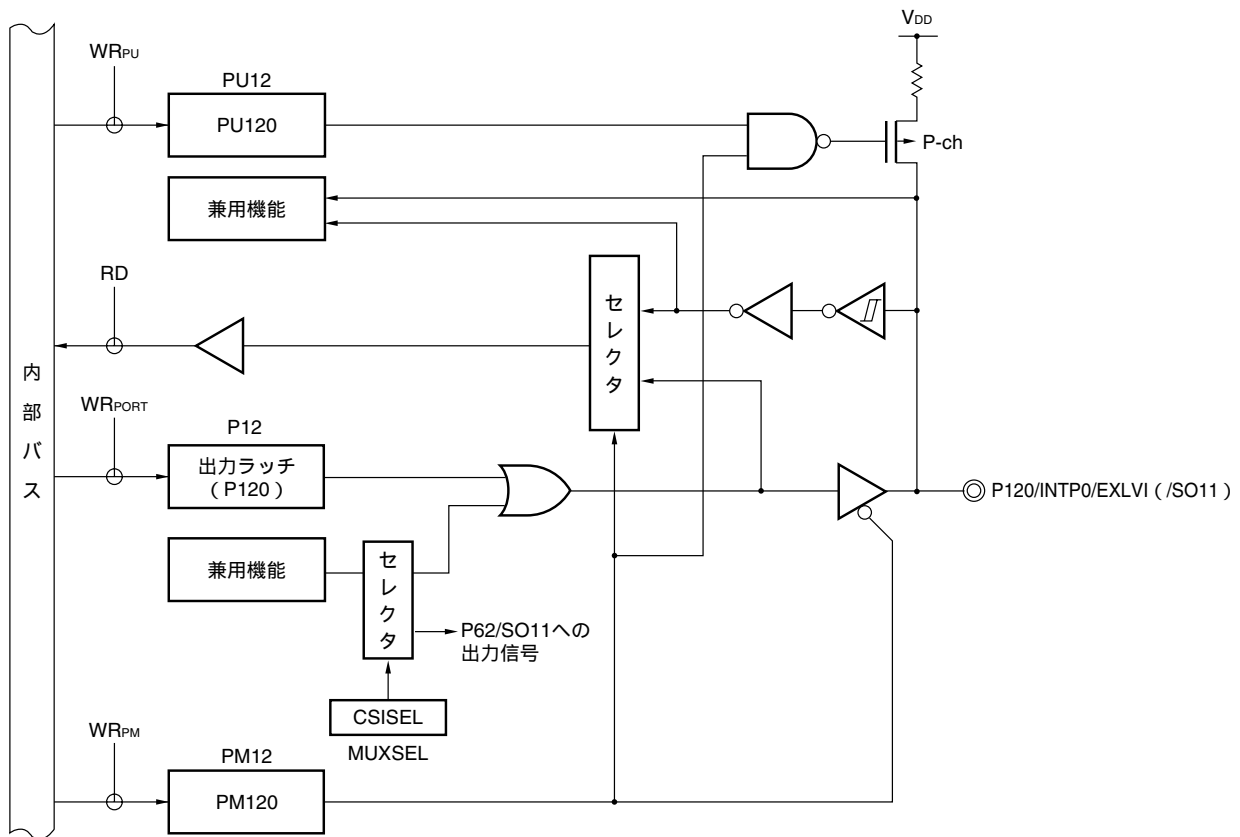 VDD
WRPU
PU12
PU120
P-ch
兼用機能
RD
セレクタ
内部バス
WRPORT
P12
出力ラッチ
（P120）
P120/INTP0/EXLVI（/SO11）
兼用機能
セレクタ
P62/SO11への
出力信号
CSISEL
MUXSEL
WRPM
PM12
PM120